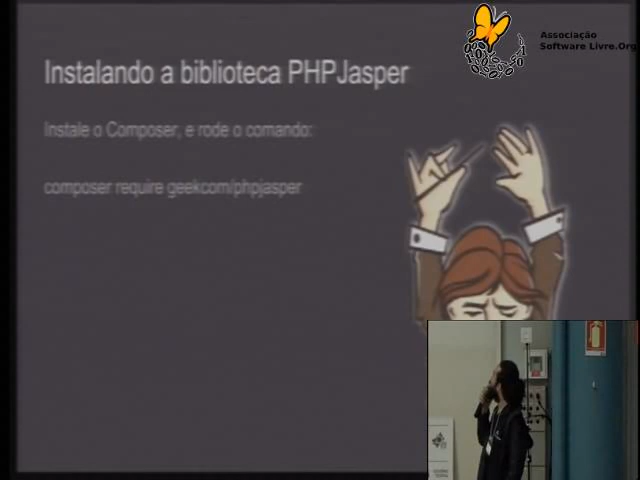 Associação
Software Livre.Org
Instalando a biblioteca PHPJasper
Instale o Composer, e rode o comando:
composer require geekcom/phpjasper